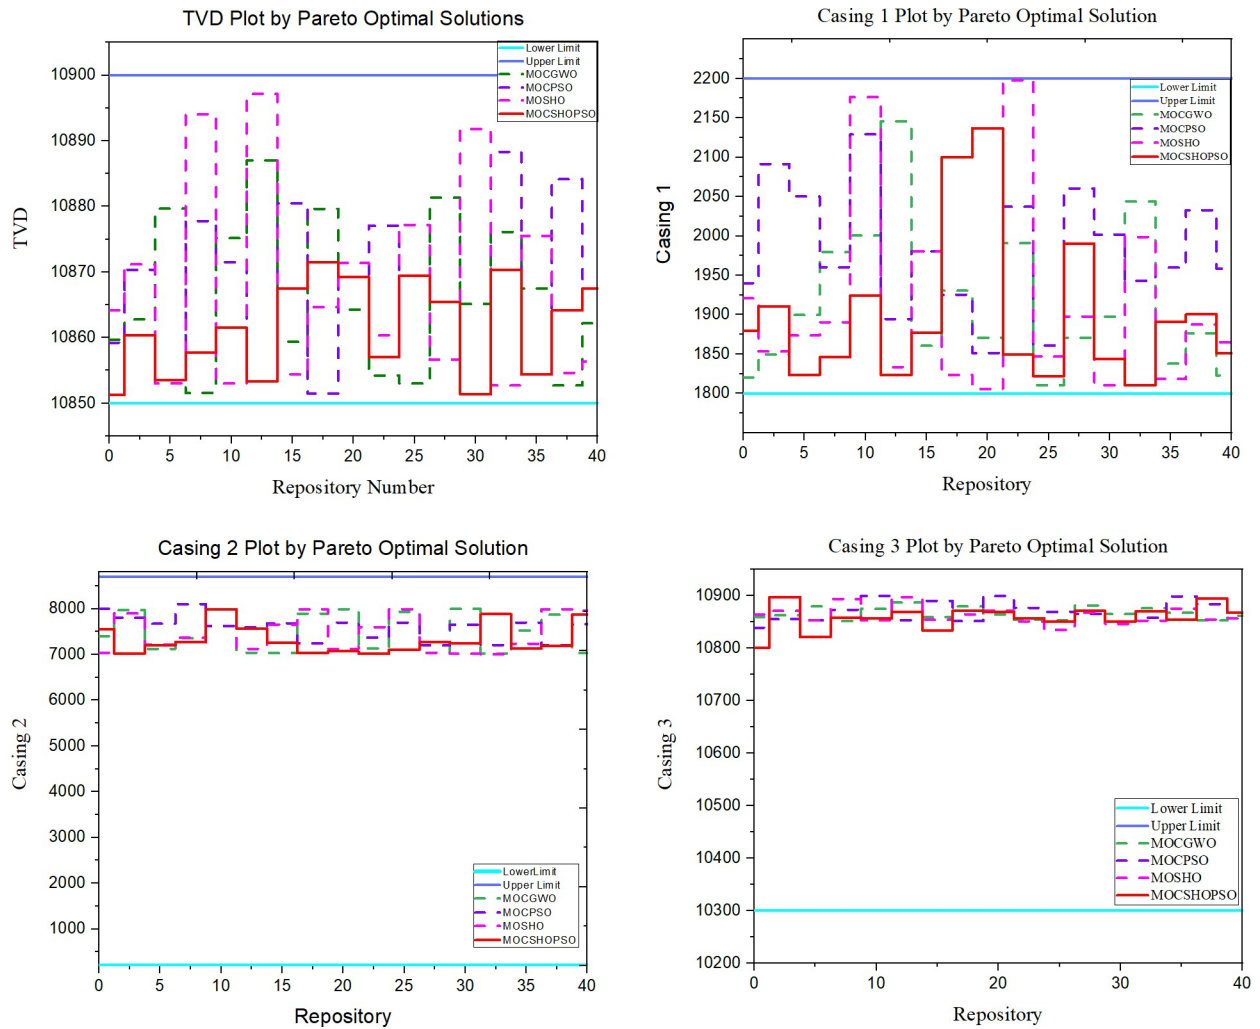 TVD Plot by Pareto Optimal Solutions
Lower Limit
Upper Limit
MOCGWO
MOCPSO
MOSHO
MOCSHOPSO
10900
10890
10880
10870
10860
10850
TVD
0 5 10 15 20 25 30 35 40
Repository Number
Casing 1 Plot by Pareto Optimal Solution
Lower Limit
Upper Limit
MOCGWO
MOCPSO
MOSHO
MOCSHOPSO
2200
2150
2100
2050
2000
1950
1900
1850
1800
Casing 1
0 5 10 15 20 25 30 35 40
Repository
Casing 2 Plot by Pareto Optimal Solution
8000
7000
6000
5000
4000
3000
2000
1000
Casing 2
LowerLimit
Upper Limit
MOCGWO
MOCPSO
MOSHO
MOCSHOPSO
0 5 10 15 20 25 30 35 40
Repository
Casing 3 Plot by Pareto Optimal Solution
10900
10800
10700
10600
10500
10400
10300
10200
Casing 3
Lower Limit
Upper Limit
MOCGWO
MOCPSO
MOSHO
MOCSHOPSO
0 10 20 30 40
Repository